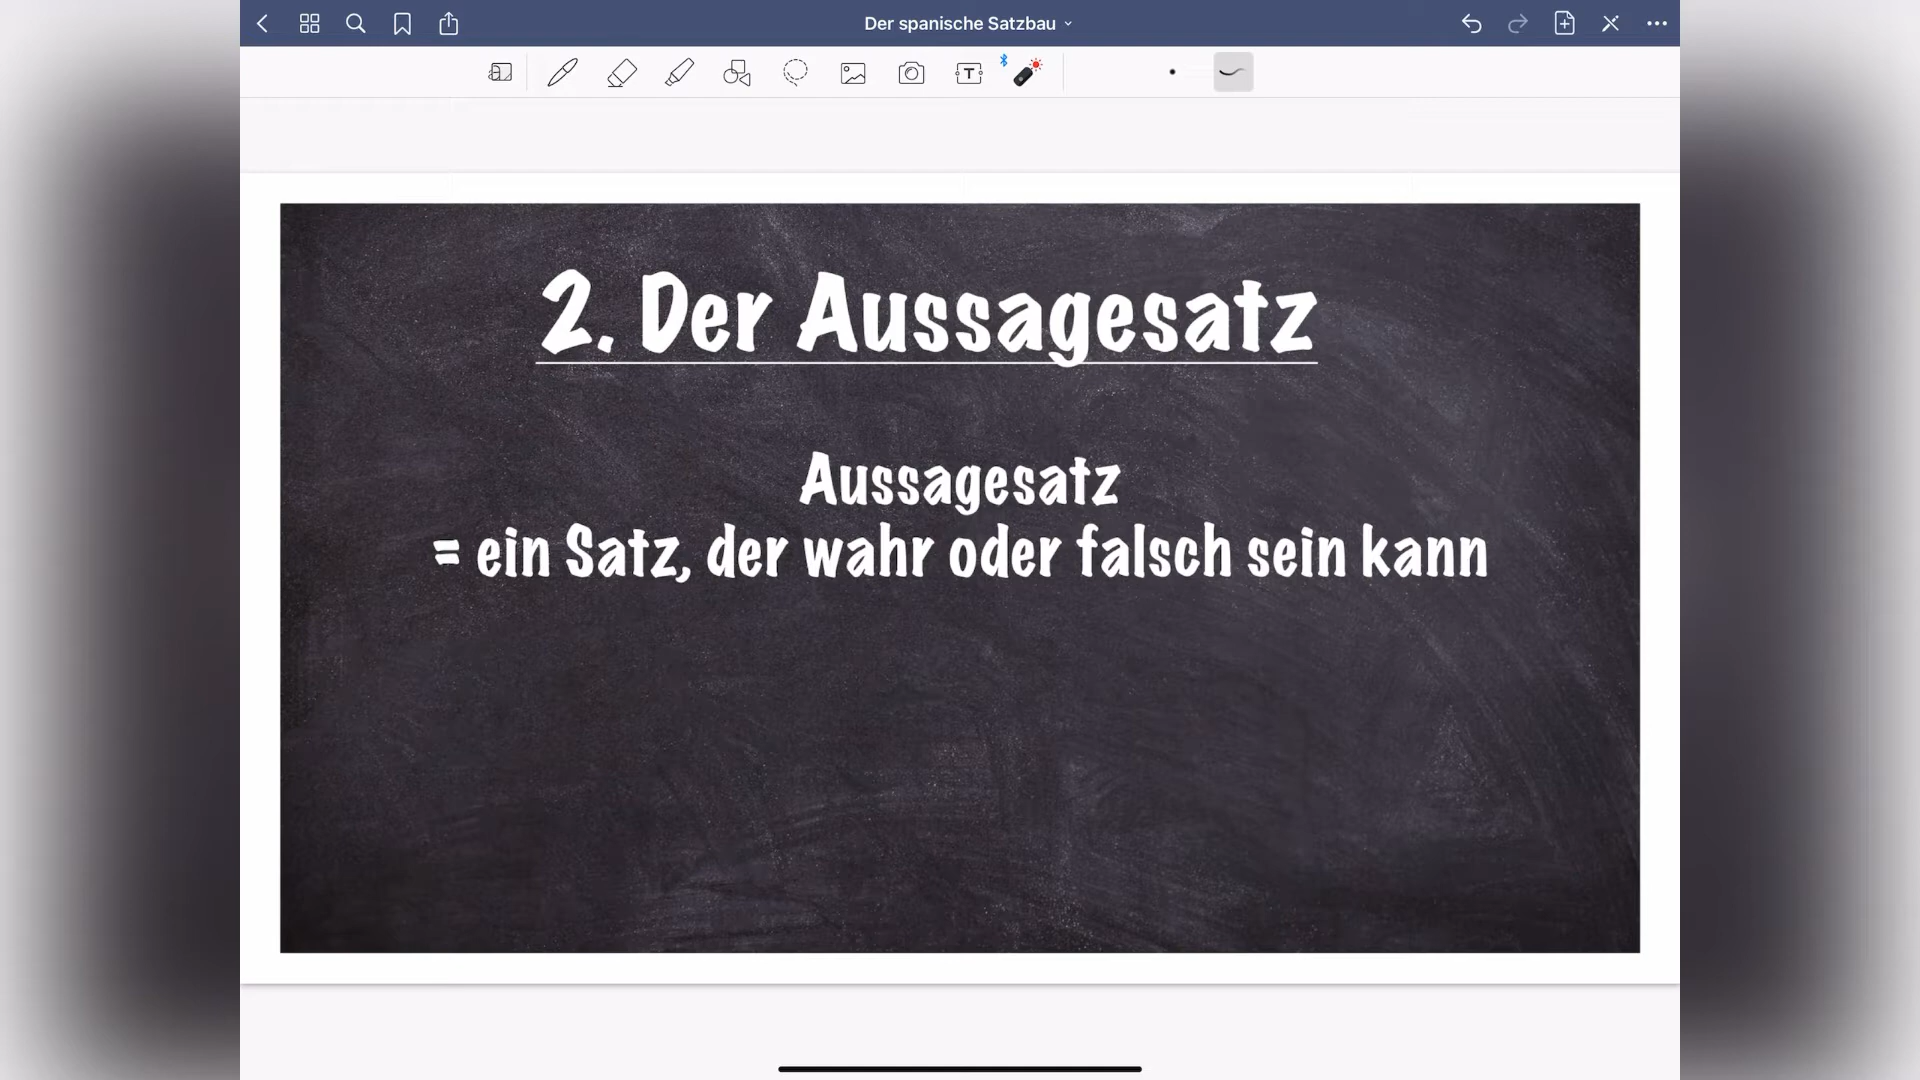 Der spanische Satzbau
2. Der Aussagesatz
Aussagesatz
= ein Satz, der wahr oder falsch sein kann